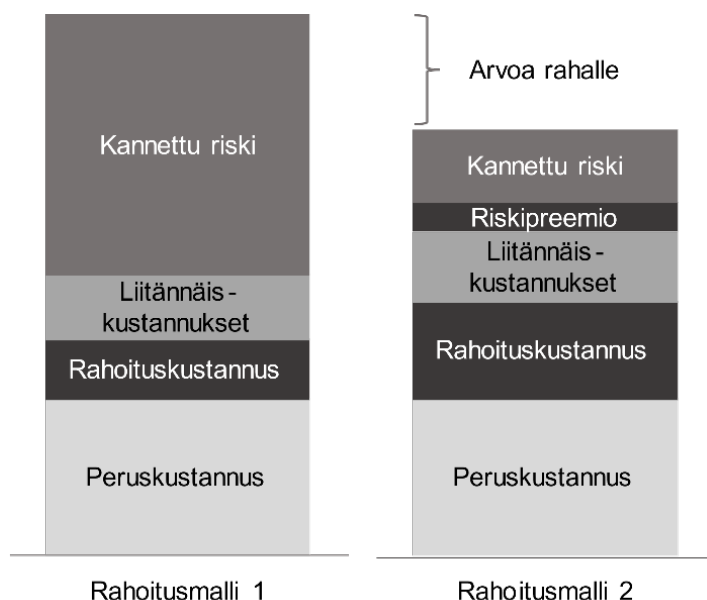 Kannettu riski
Liitännäis-
kustannukset
Rahoituskustannus
Peruskustannus
Rahoitusmalli 1
Arvoa rahalle
Kannettu riski
Riskipreemio
Liitännäis-
kustannukset
Rahoituskustannus
Peruskustannus
Rahoitusmalli 2